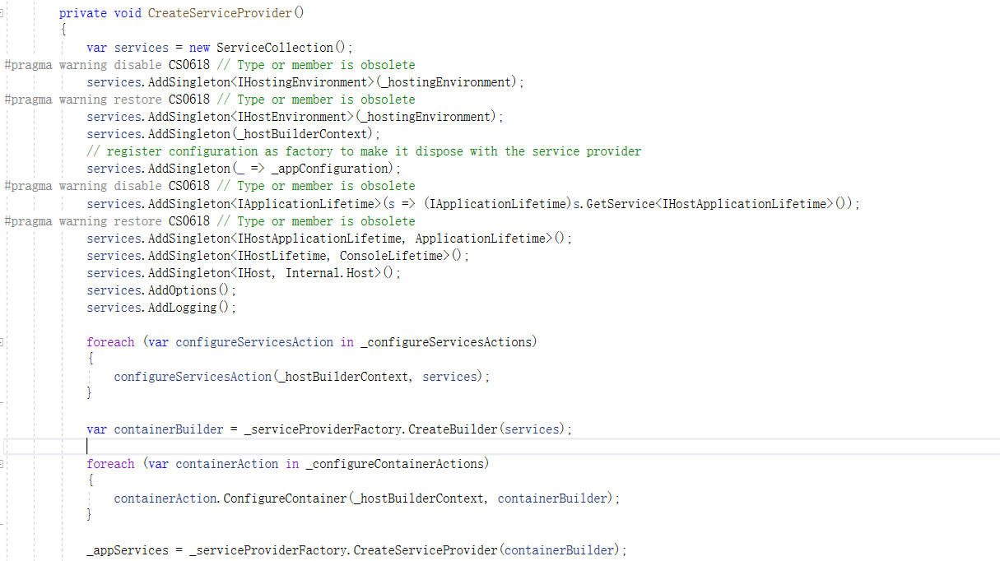 private void CreateServiceProvider()
{
var services = new ServiceCollection();
#pragma warning disable CS0618 // Type or member is obsolete
services.AddSingleton<IHostingEnvironment>(_hostingEnvironment);
#pragma warning restore CS0618 // Type or member is obsolete
services.AddSingleton<IHostEnvironment>(_hostingEnvironment);
services.AddSingleton(_hostBuilderContext);
// register configuration as factory to make it dispose with the service provider
services.AddSingleton(_ => _appConfiguration);
#pragma warning disable CS0618 // Type or member is obsolete
services.AddSingleton<IApplicationLifetime>(s => (IApplicationLifetime)s.GetService<IHostApplicationLifetime>());
#pragma warning restore CS0618 // Type or member is obsolete
services.AddSingleton<IHostApplicationLifetime, ApplicationLifetime>();
services.AddSingleton<IHostLifetime, ConsoleLifetime>();
services.AddSingleton<IHost, Internal.Host>();
services.AddOptions();
services.AddLogging();
foreach (var configureServicesAction in _configureServicesActions)
{
configureServicesAction(_hostBuilderContext, services);
}
var containerBuilder = _serviceProviderFactory.CreateBuilder(services);
foreach (var containerAction in _configureContainerActions)
{
containerAction.ConfigureContainer(_hostBuilderContext, containerBuilder);
}
_appServices = _serviceProviderFactory.CreateServiceProvider(containerBuilder);